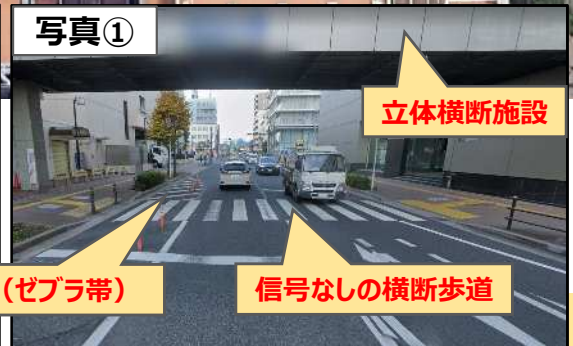 写真①
立体横断施設
（ゼブラ帯）
信号なしの横断歩道